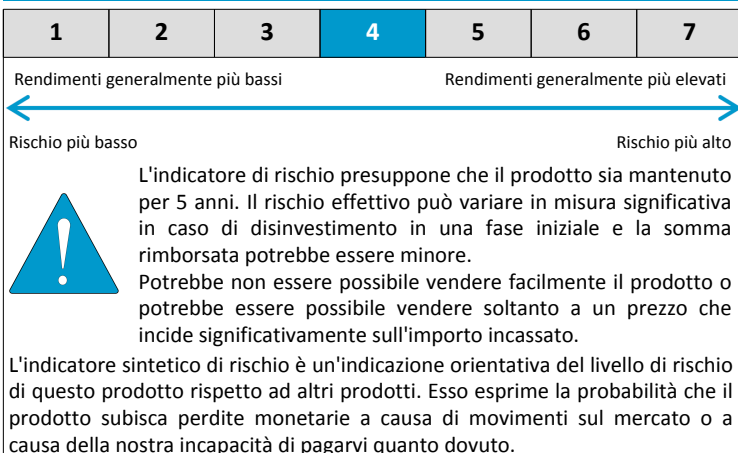 1 2 3 4 5 6 7
Rendimenti generalmente più bassi Rendimenti generalmente più elevati
Rischio più basso Rischio più alto
L'indicatore di rischio presuppone che il prodotto sia mantenuto
per 5 anni. Il rischio effettivo può variare in misura significativa
in caso di disinvestimento in una fase iniziale e la somma
rimborsata potrebbe essere minore.
Potrebbe non essere possibile vendere facilmente il prodotto o
potrebbe essere possibile vendere soltanto a un prezzo che
incide significativamente sull'importo incassato.
L'indicatore sintetico di rischio è un'indicazione orientativa del livello di rischio
di questo prodotto rispetto ad altri prodotti. Esso esprime la probabilità che il
prodotto subisca perdite monetarie a causa di movimenti sul mercato o a
causa della nostra incapacità di pagarvi quanto dovuto.